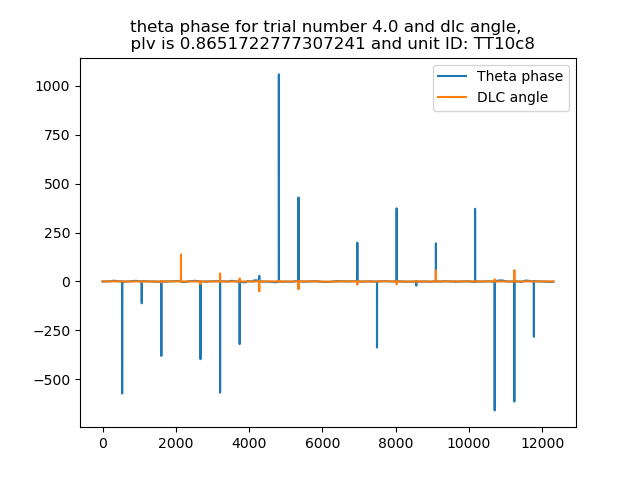 theta phase for trial number 4.0 and dlc angle,
plv is 0.8651722777307241 and unit ID: TT10c8
Theta phase
DLC angle
1000
750
500
250
0
−250
−500
0 2000 4000 6000 8000 10000 12000